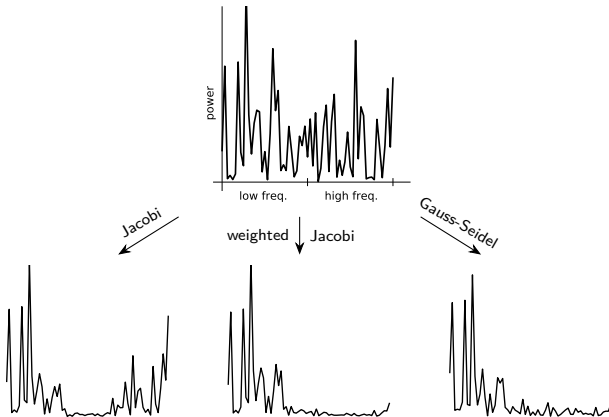 power
low freq.
high freq.
Jacobi
weighted
Jacobi
Gauss-Seidel